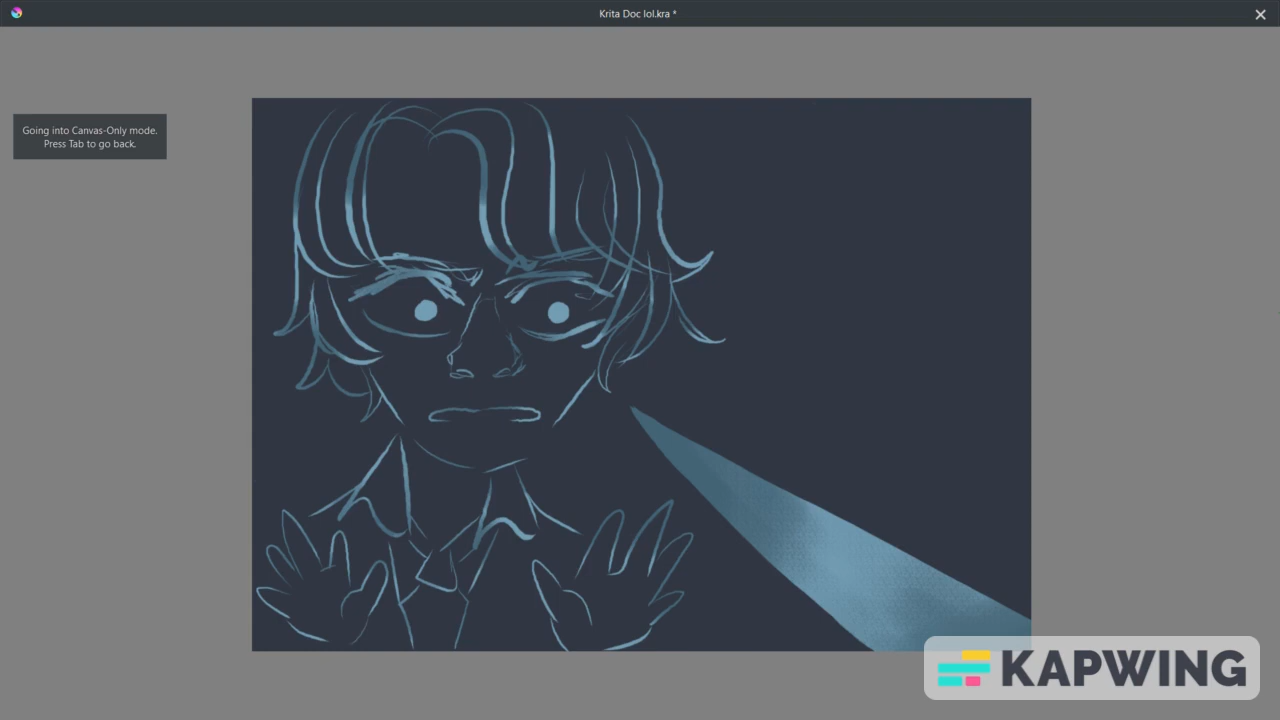 Krita Doc lol.kra *
Going into Canvas-Only mode.
Press Tab to go back.
KAPWING